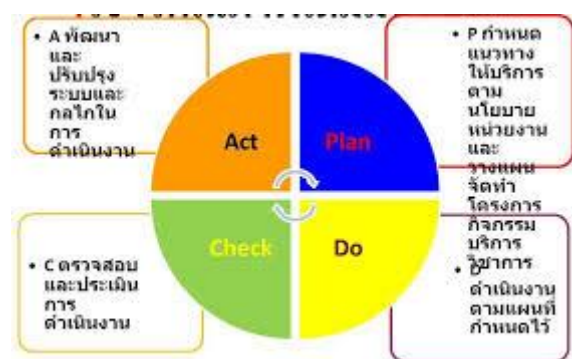 • A พัฒนา
และ
ปรับปรุง
ระบบและ
กลไกใน
การ
ดำเนินงาน
• P กำหนด
แนวทาง
ให้บริการ
ตาม
นโยบาย
หน่วยงาน
และ
วางแผน
จัดทำ
โครงการ
กิจกรรม
บริการ
วิชาการ
Act
Plan
Check
Do
• C ตรวจสอบ
และประเมิน
การ
ดำเนินงาน
• D
ดำเนินงาน
ตามแผนที่
กำหนดไว้